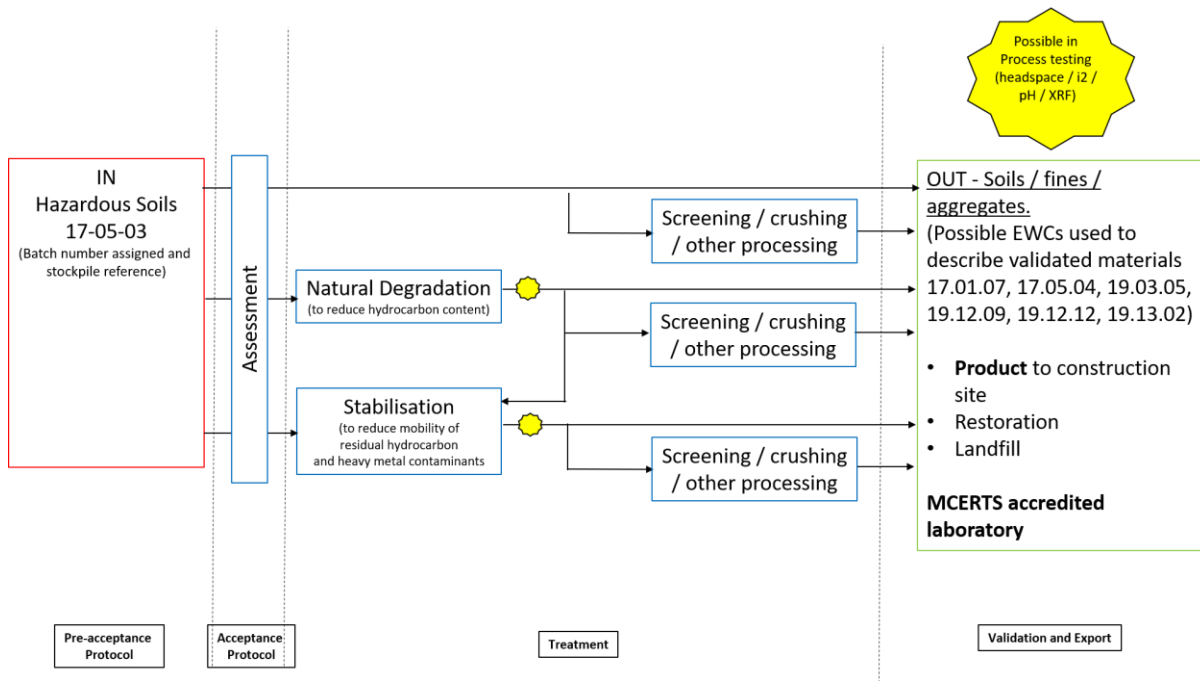 Possible in
Process testing
(headspace / i2 /
pH / XRF)
IN
Hazardous Soils
17-05-03
(Batch number assigned and
stockpile reference)
Assessment
Natural Degradation
(to reduce hydrocarbon content)
Stabilisation
(to reduce mobility of
residual hydrocarbon
and heavy metal contaminants
Screening / crushing
/ other processing
Screening / crushing
/ other processing
Screening / crushing
/ other processing
OUT - Soils / fines /
aggregates.
(Possible EWCs used to
describe validated materials
17.01.07, 17.05.04, 19.03.05,
19.12.09, 19.12.12, 19.13.02)
• Product to construction
site
• Restoration
• Landfill
MCERTS accredited
laboratory
Pre-acceptance
Protocol
Acceptance
Protocol
Treatment
Validation and Export